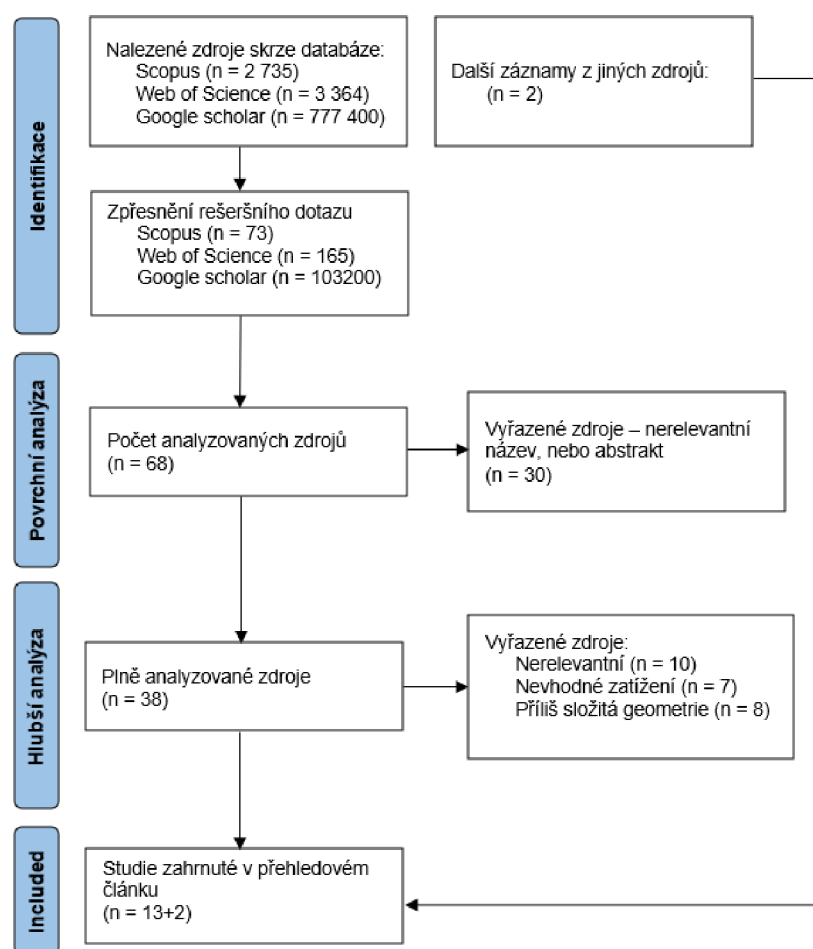 Identifikace
Nalezené zdroje skrze databáze:
Scopus (n = 2 735)
Web of Science (n = 3 364)
Google scholar (n = 777 400)
Další záznamy z jiných zdrojů:
(n = 2)
Zpřesnění rešeršního dotazu
Scopus (n = 73)
Web of Science (n = 165)
Google scholar (n = 103200)
Povrchní analýza
Počet analyzovaných zdrojů
(n = 68)
Vyřazené zdroje – nerelevantní
název, nebo abstrakt
(n = 30)
Hlubší analýza
Plně analyzované zdroje
(n = 38)
Vyřazené zdroje:
Nerelevantní (n = 10)
Nevhodné zatížení (n = 7)
Příliš složitá geometrie (n = 8)
Included
Studie zahrnuté v přehledovém
článku
(n = 13+2)